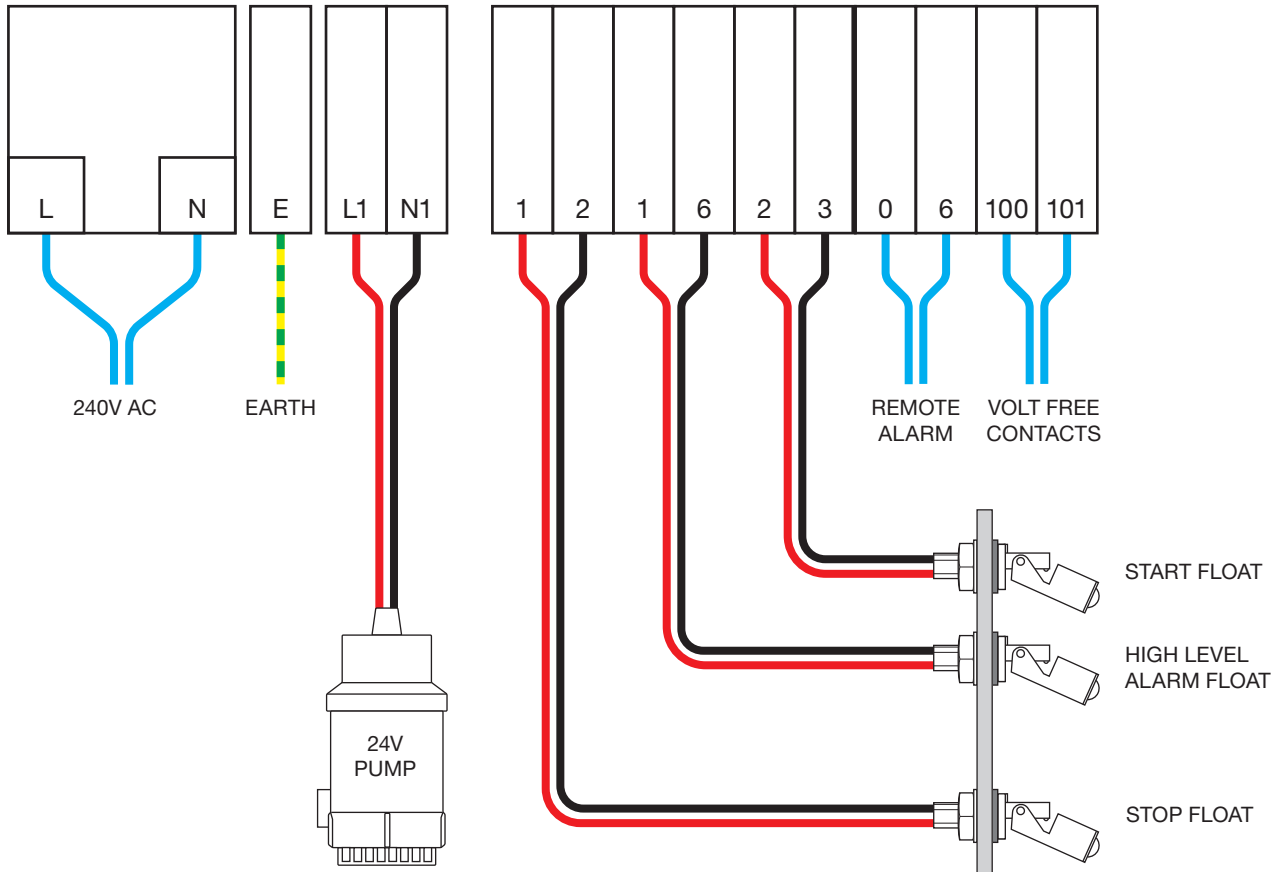 L N E L1 N1 1 2 1 6 2 3 0 6 100 101
240V AC
EARTH
REMOTE
ALARM
VOLT FREE
CONTACTS
START FLOAT
HIGH LEVEL
ALARM FLOAT
24V
PUMP
STOP FLOAT